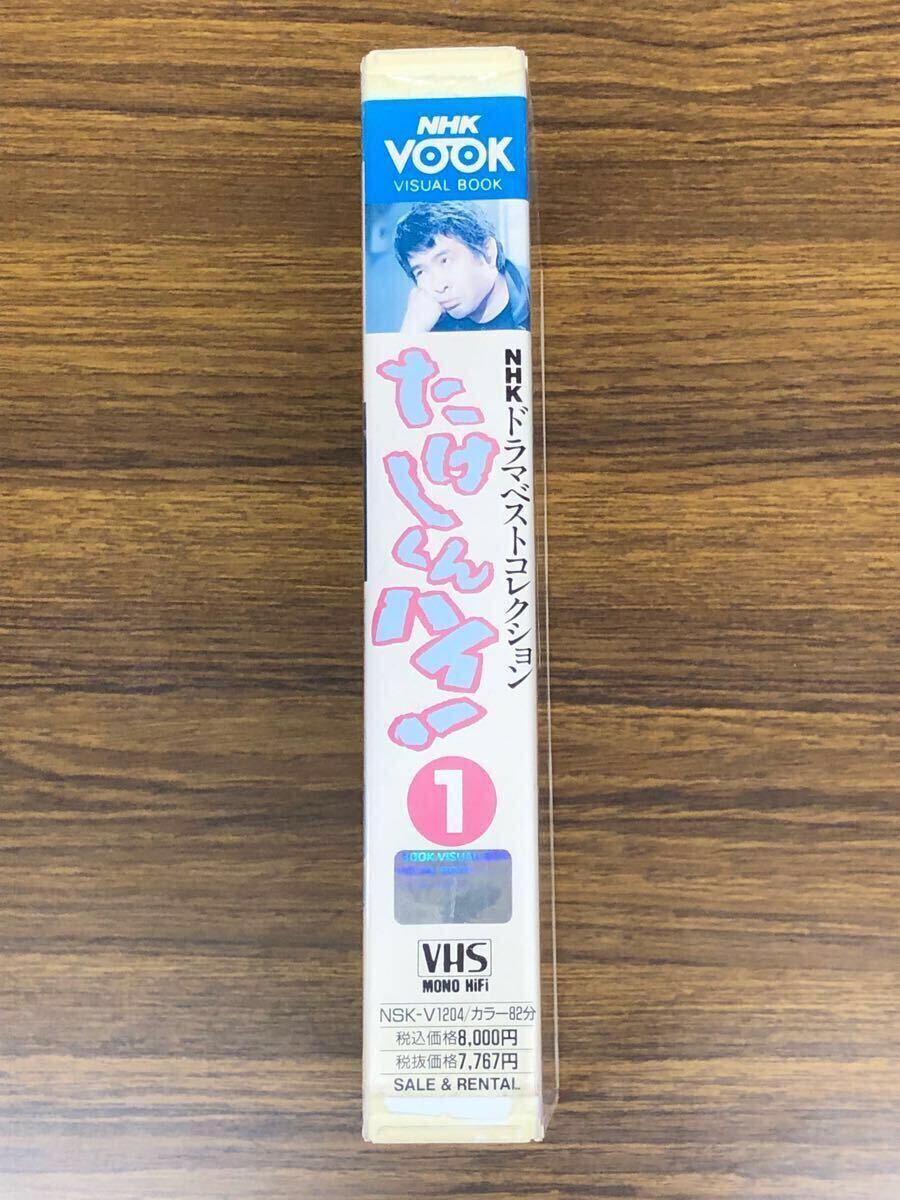 NHK
VOOK
VISUAL BOOK
NHKドラマベストコレクション
たけしくんハイ!
1
OOK VISUAL
VHS
MONO HiFi
NSK-V1204/カラー82分
税込価格8,000円
税抜価格7,767円
SALE & RENTAL